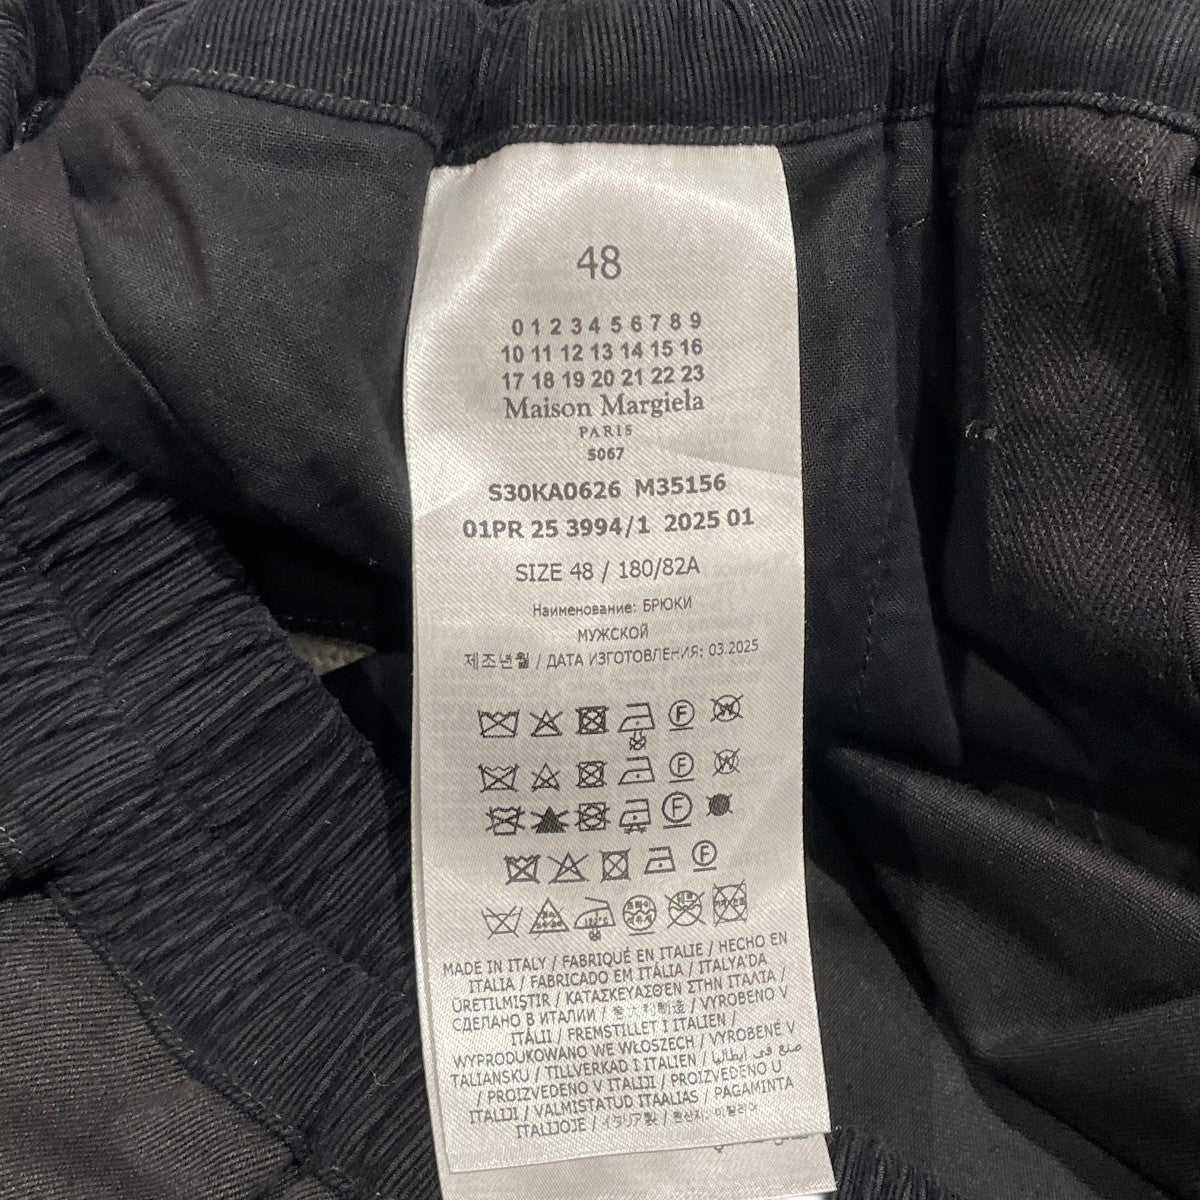 48
0 1 2 3 4 5 6 7 8 9
10 11 12 13 14 15 16
17 18 19 20 21 22 23
Maison Margiela
PARIS
5067
S30KA0626 M35156
01PR 25 3994/1 2025 01
SIZE 48 / 180/82A
Наименование: БРЮКИ
МУЖСКОЙ
제조년월 / ДАТА ИЗГОТОВЛЕНИЯ: 03.2025
F W
F W
F
F
MADE IN ITALY / FABRIQUÉ EN ITALIE / HECHO EN
ITALIA / FABRICADO EM ITÁLIA / ITALYA'DA
ÜRETILMIŞTIR / ΚΑΤΑΣΚΕΥΑΣΘΕΝ ΣΤΗΝ ΙΤΑΛΙΑ /
СДЕЛАНО В ИТАЛИИ / 意大利制造 / VYROBENO V
ITÁLII / FREMSTILLET I ITALIEN /
WYPRODUKOWANO WE WŁOSZECH / VYROBENÉ V
TALIANSKU / TILLVERKAD I ITALIEN / صنع في ايطاليا
/ PROIZVEDENO V ITALIJI / PROIZVEDENO U
ITALIJI / VALMISTATUD ITAALIAS / PAGAMINTA
ITALIJOJE / イタリア製 / 원산지: 이탈리아